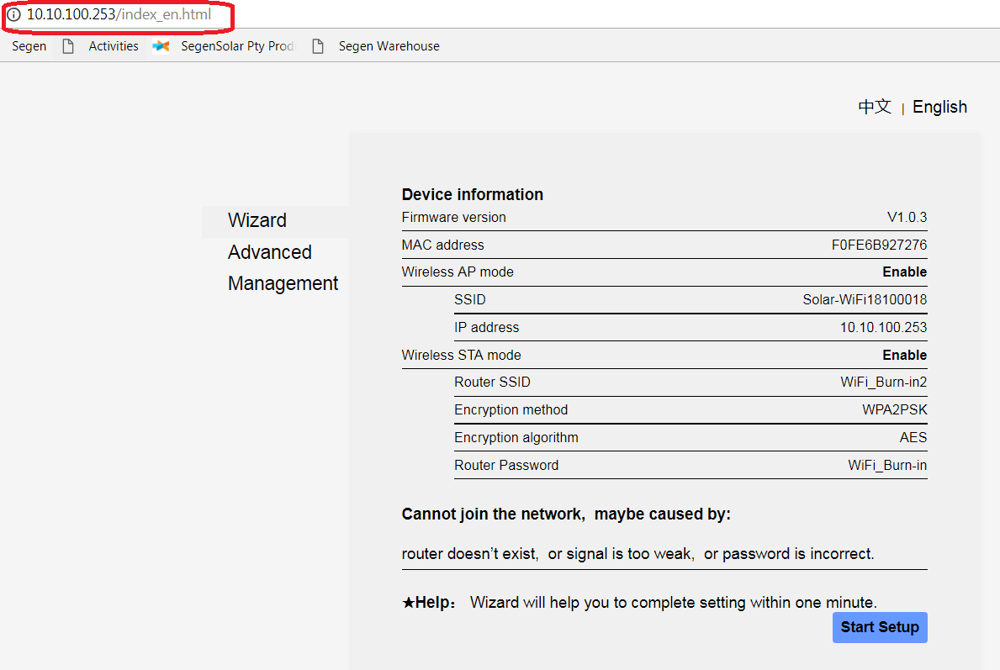 10.10.100.253/index_en.html
Segen Activities SegenSolar Pty Prod Segen Warehouse
中文 | English
Wizard
Advanced
Management
Device information
Firmware version V1.0.3
MAC address F0FE6B927276
Wireless AP mode Enable
SSID Solar-WiFi18100018
IP address 10.10.100.253
Wireless STA mode Enable
Router SSID WiFi_Burn-in2
Encryption method WPA2PSK
Encryption algorithm AES
Router Password WiFi_Burn-in
Cannot join the network, maybe caused by:
router doesn't exist, or signal is too weak, or password is incorrect.
★Help: Wizard will help you to complete setting within one minute.
Start Setup